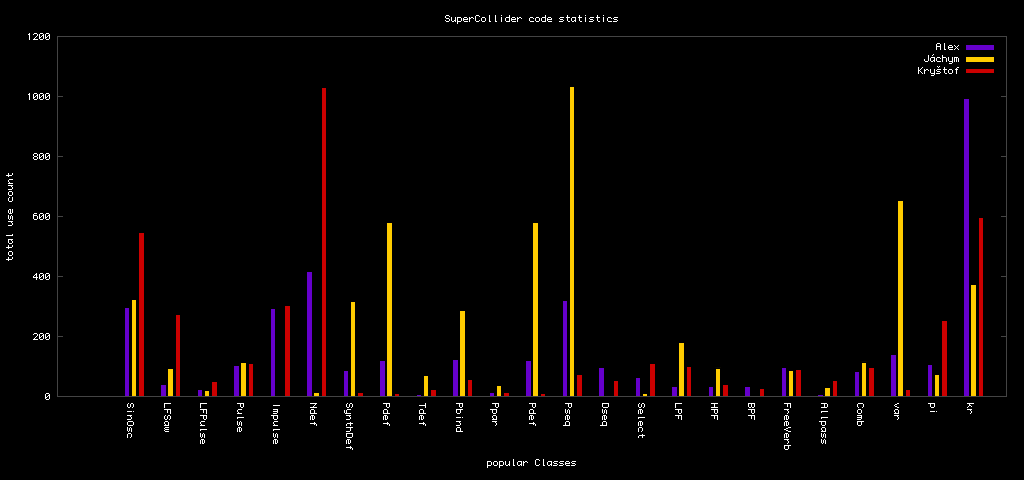 SuperCollider code statistics
1200
1000
800
600
400
200
0
total use count
Alex
Jáchym
Kryštof
SinOsc
LFSaw
LFPulse
Pulse
Impulse
Ndef
SynthDef
Pdef
Tdef
Pbind
Ppar
Pdef
Pseq
Dseq
Select
LPF
HPF
BPF
FreeVerb
Allpass
Comb
var
pi
kr
popular Classes